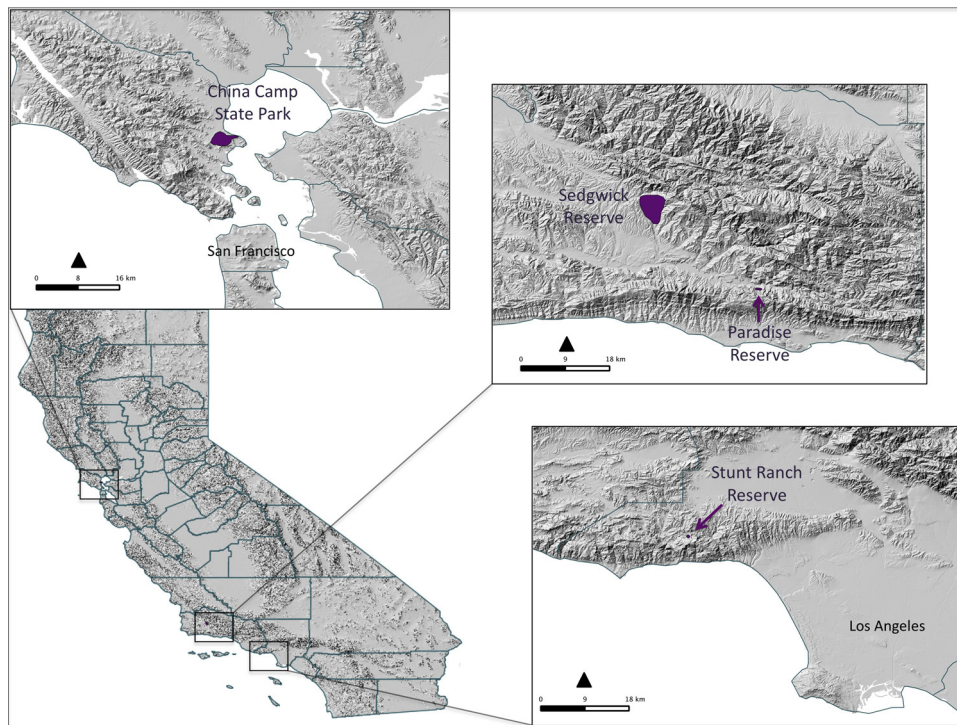 China Camp
State Park
San Francisco
0 8 16 km
Sedgwick
Reserve
Paradise
Reserve
0 9 18 km
Stunt Ranch
Reserve
Los Angeles
0 9 18 km